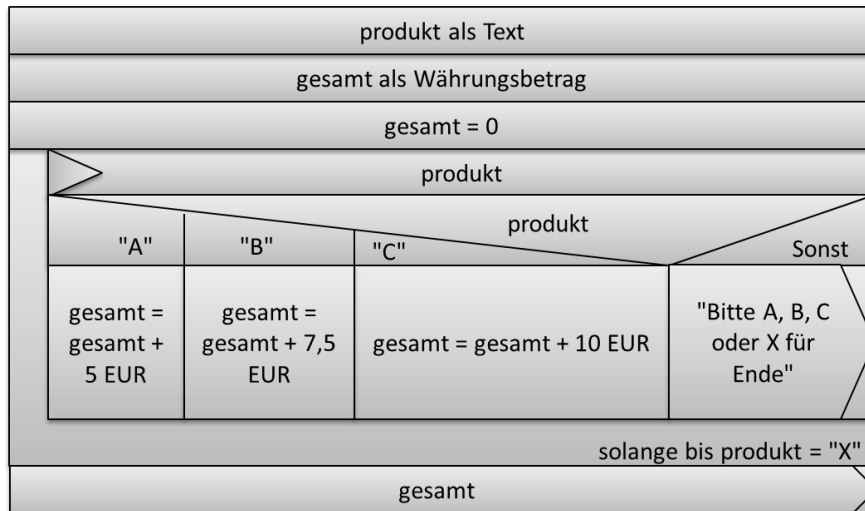 produkt als Text
gesamt als Währungsbetrag
gesamt = 0
produkt
produkt
"A"
"B"
"C"
Sonst
gesamt =
gesamt +
5 EUR
gesamt =
gesamt + 7,5
EUR
gesamt = gesamt + 10 EUR
"Bitte A, B, C
oder X für
Ende"
solange bis produkt = "X"
gesamt